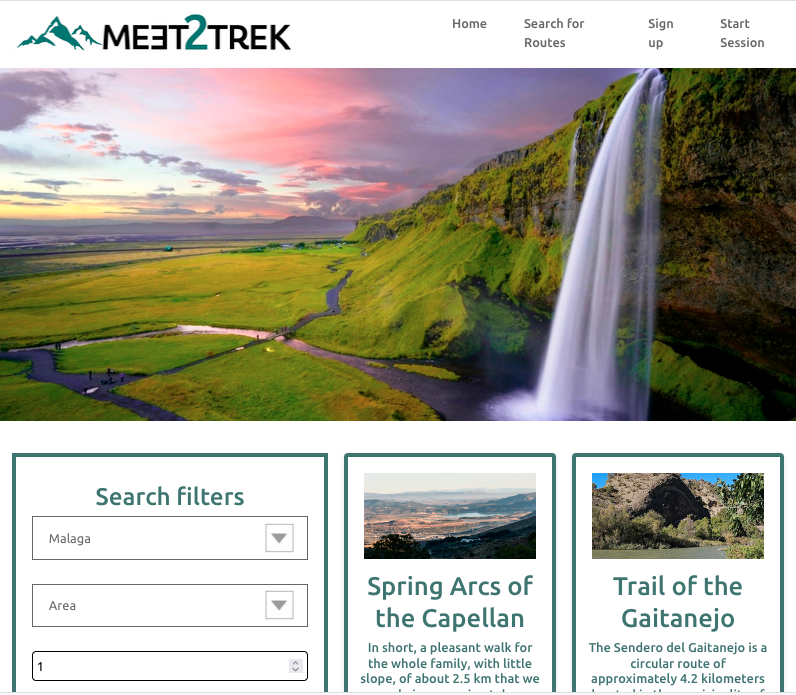 MEET2TREK
Home
Search for
Routes
Sign
up
Start
Session
Search filters
Malaga
Area
1
Spring Arcs of
the Capellan
In short, a pleasant walk for
the whole family, with little
slope, of about 2.5 km that we
Trail of the
Gaitanejo
The Sendero del Gaitanejo is a
circular route of
approximately 4.2 kilometers